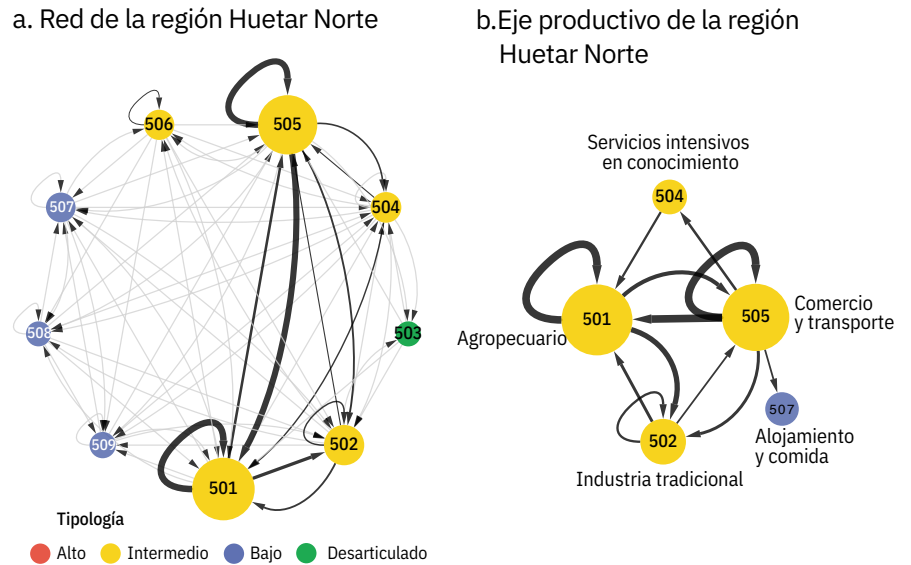 a. Red de la región Huetar Norte
506
505
507
504
508
503
509
502
501
Tipología
Alto
Intermedio
Bajo
Desarticulado
b.Eje productivo de la región
Huetar Norte
Servicios intensivos
en conocimiento
504
501
505
Comercio
y transporte
Agropecuario
507
502
Alojamiento
y comida
Industria tradicional